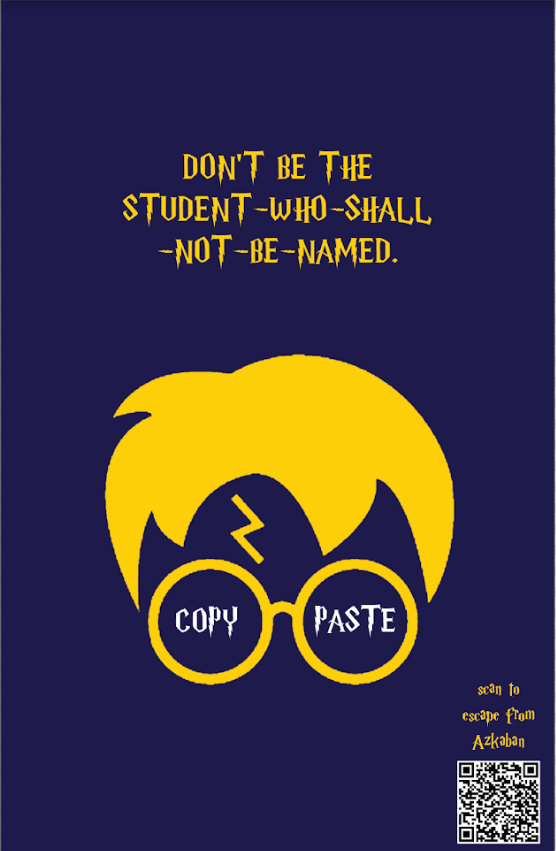 DON'T BE THE
STUDENT-WHO-SHALL
-NOT-BE-NAMED.
COPY PASTE
scan to
escape from
Azkaban